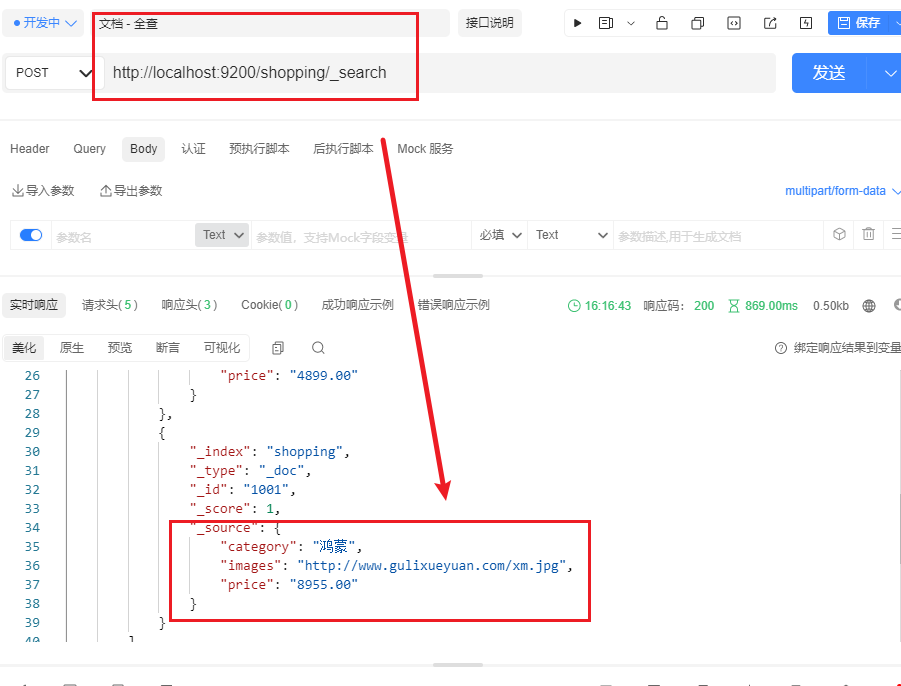 开发中 文档 - 全查 接口说明 保存
POST http://localhost:9200/shopping/_search 发送
Header Query Body 认证 预执行脚本 后执行脚本 Mock 服务
导入参数 导出参数 multipart/form-data
参数名 Text 参数值，支持Mock字段变量 必填 Text 参数描述,用于生成文档
实时响应 请求头(5) 响应头(3) Cookie(0) 成功响应示例 错误响应示例 16:16:43 响应码: 200 869.00ms 0.50kb
美化 原生 预览 断言 可视化 绑定响应结果到变量
26 "price": "4899.00"
27 }
28 },
29 {
30 "_index": "shopping",
31 "_type": "_doc",
32 "_id": "1001",
33 "_score": 1,
34 "_source": {
35 "category": "鸿蒙",
36 "images": "http://www.gulixueyuan.com/xm.jpg",
37 "price": "8955.00"
38 }
39 }
40 ]